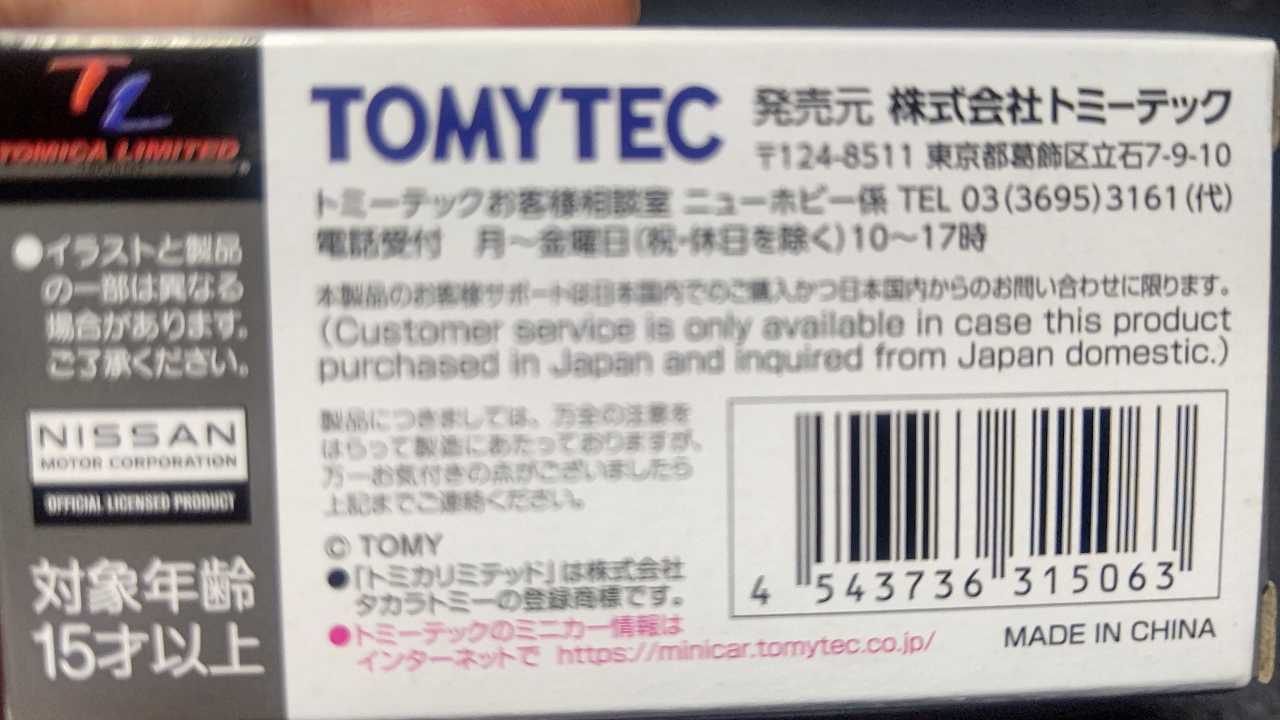 TL
TOMICA LIMITED
●イラストと製品
の一部は異なる
場合があります。
ご了承ください。
NISSAN
MOTOR CORPORATION
OFFICIAL LICENSED PRODUCT
対象年齢
15才以上
TOMYTEC
発売元 株式会社トミーテック
〒124-8511 東京都葛飾区立石7-9-10
トミーテックお客様相談室 ニューホビー係 TEL 03(3695)3161(代)
電話受付 月～金曜日(祝・休日を除く)10～17時
本製品のお客様サポートは日本国内でのご購入かつ日本国内からのお問い合わせに限ります。
(Customer service is only available in case this product
purchased in Japan and inquired from Japan domestic.)
製品につきましては、万全の注意を
はらって製造にあたっておりますが、
万一お気付きの点がございましたら
上記までご連絡ください。
© TOMY
●「トミカリミテッド」は株式会社
タカラトミーの登録商標です。
●トミーテックのミニカー情報は
インターネットで https://minicar.tomytec.co.jp/
4 543736 315063
MADE IN CHINA